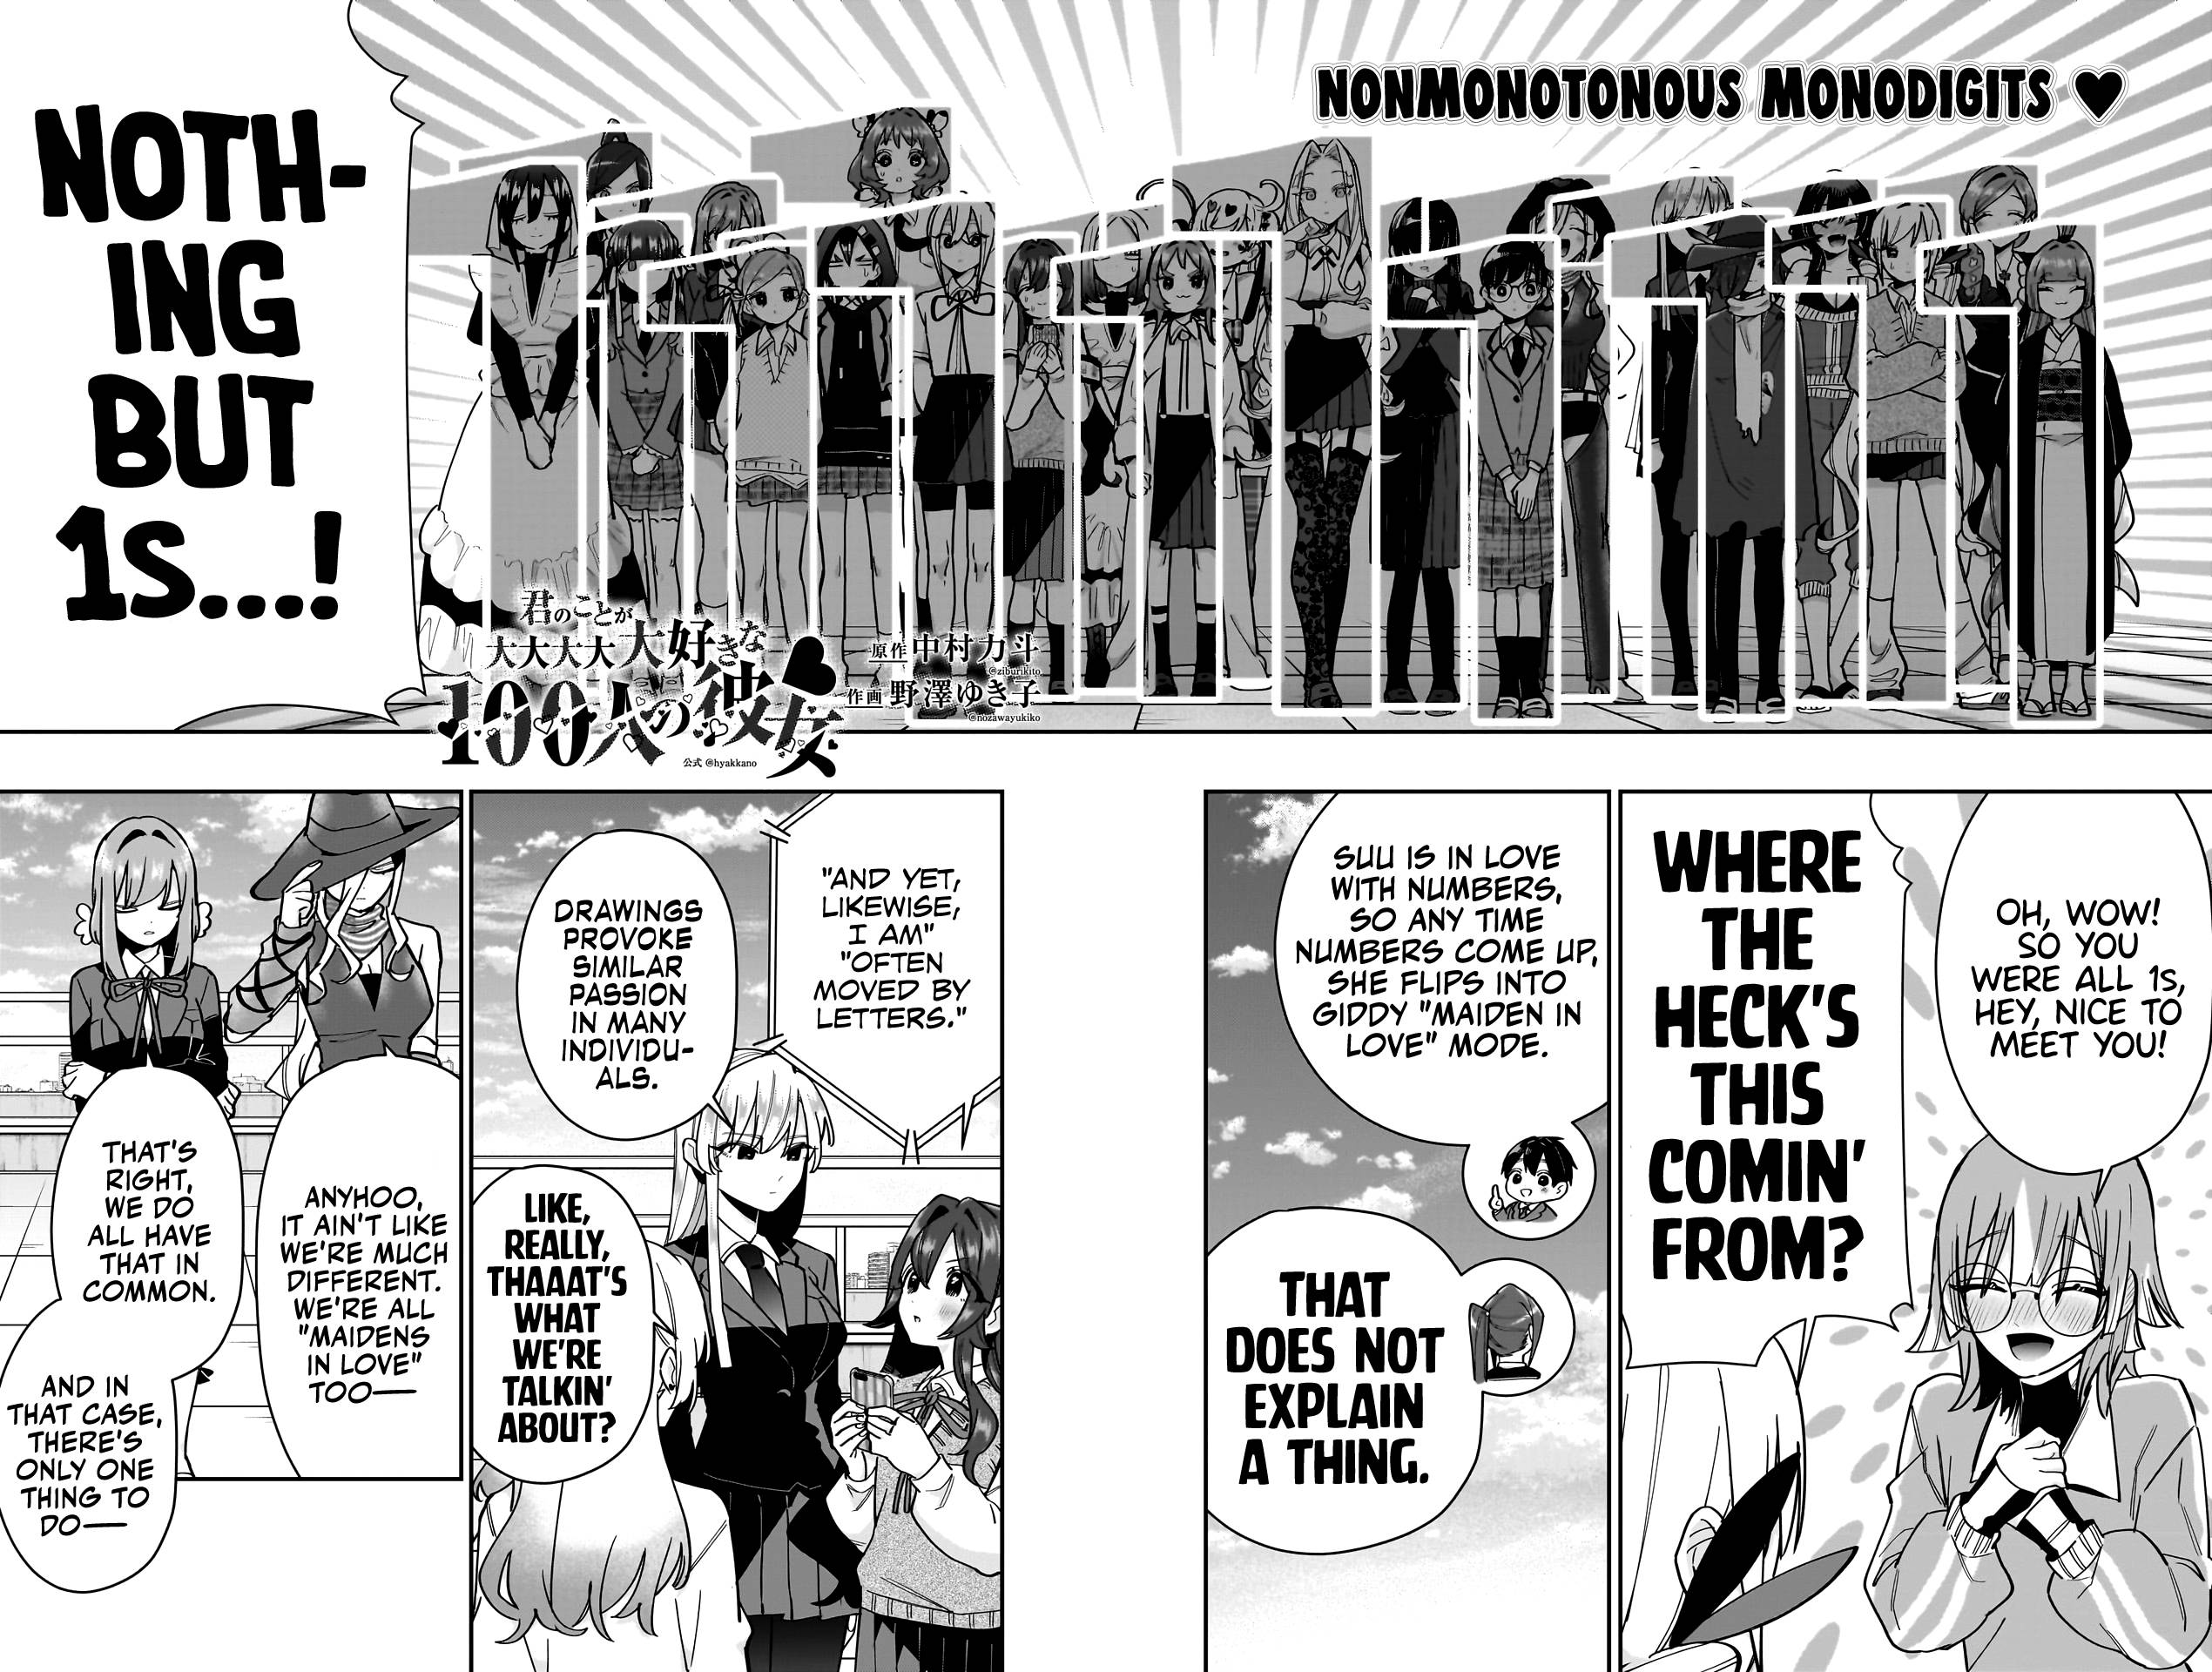 NONMONOTONOUS MONODIGITS ♥
NOTH-
ING
BUT
1S...!
君のことが
大大大大大好きな
100人の彼女
公式 @hyakkano
原作 中村力斗
@ziburikito
作画 野澤ゆき子
@nozawayukiko
OH, WOW!
SO YOU
WERE ALL 1S,
HEY, NICE TO
MEET YOU!
WHERE
THE
HECK'S
THIS
COMIN'
FROM?
SUU IS IN LOVE
WITH NUMBERS,
SO ANY TIME
NUMBERS COME UP,
SHE FLIPS INTO
GIDDY "MAIDEN IN
LOVE" MODE.
THAT
DOES NOT
EXPLAIN
A THING.
"AND YET,
LIKEWISE,
I AM"
"OFTEN
MOVED BY
LETTERS."
DRAWINGS
PROVOKE
SIMILAR
PASSION
IN MANY
INDIVIDU-
ALS.
LIKE,
REALLY,
THAAAT'S
WHAT
WE'RE
TALKIN'
ABOUT?
ANYHOO,
IT AIN'T LIKE
WE'RE MUCH
DIFFERENT.
WE'RE ALL
"MAIDENS
IN LOVE"
TOO—
THAT'S
RIGHT,
WE DO
ALL HAVE
THAT IN
COMMON.
AND IN
THAT CASE,
THERE'S
ONLY ONE
THING TO
DO—